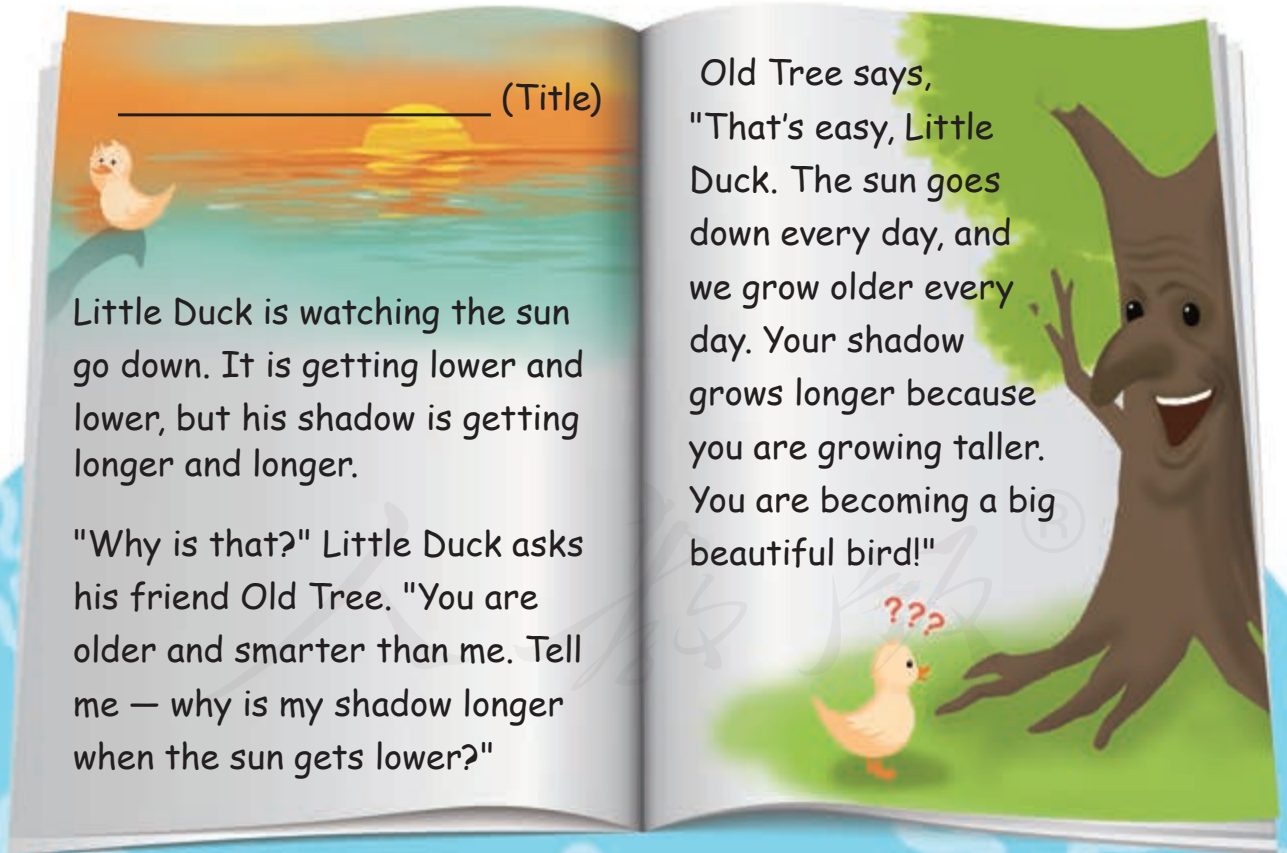 (Title)
Little Duck is watching the sun
go down. It is getting lower and
lower, but his shadow is getting
longer and longer.
"Why is that?" Little Duck asks
his friend Old Tree. "You are
older and smarter than me. Tell
me — why is my shadow longer
when the sun gets lower?"
Old Tree says,
"That's easy, Little
Duck. The sun goes
down every day, and
we grow older every
day. Your shadow
grows longer because
you are growing taller.
You are becoming a big
beautiful bird!"
???
人教版®